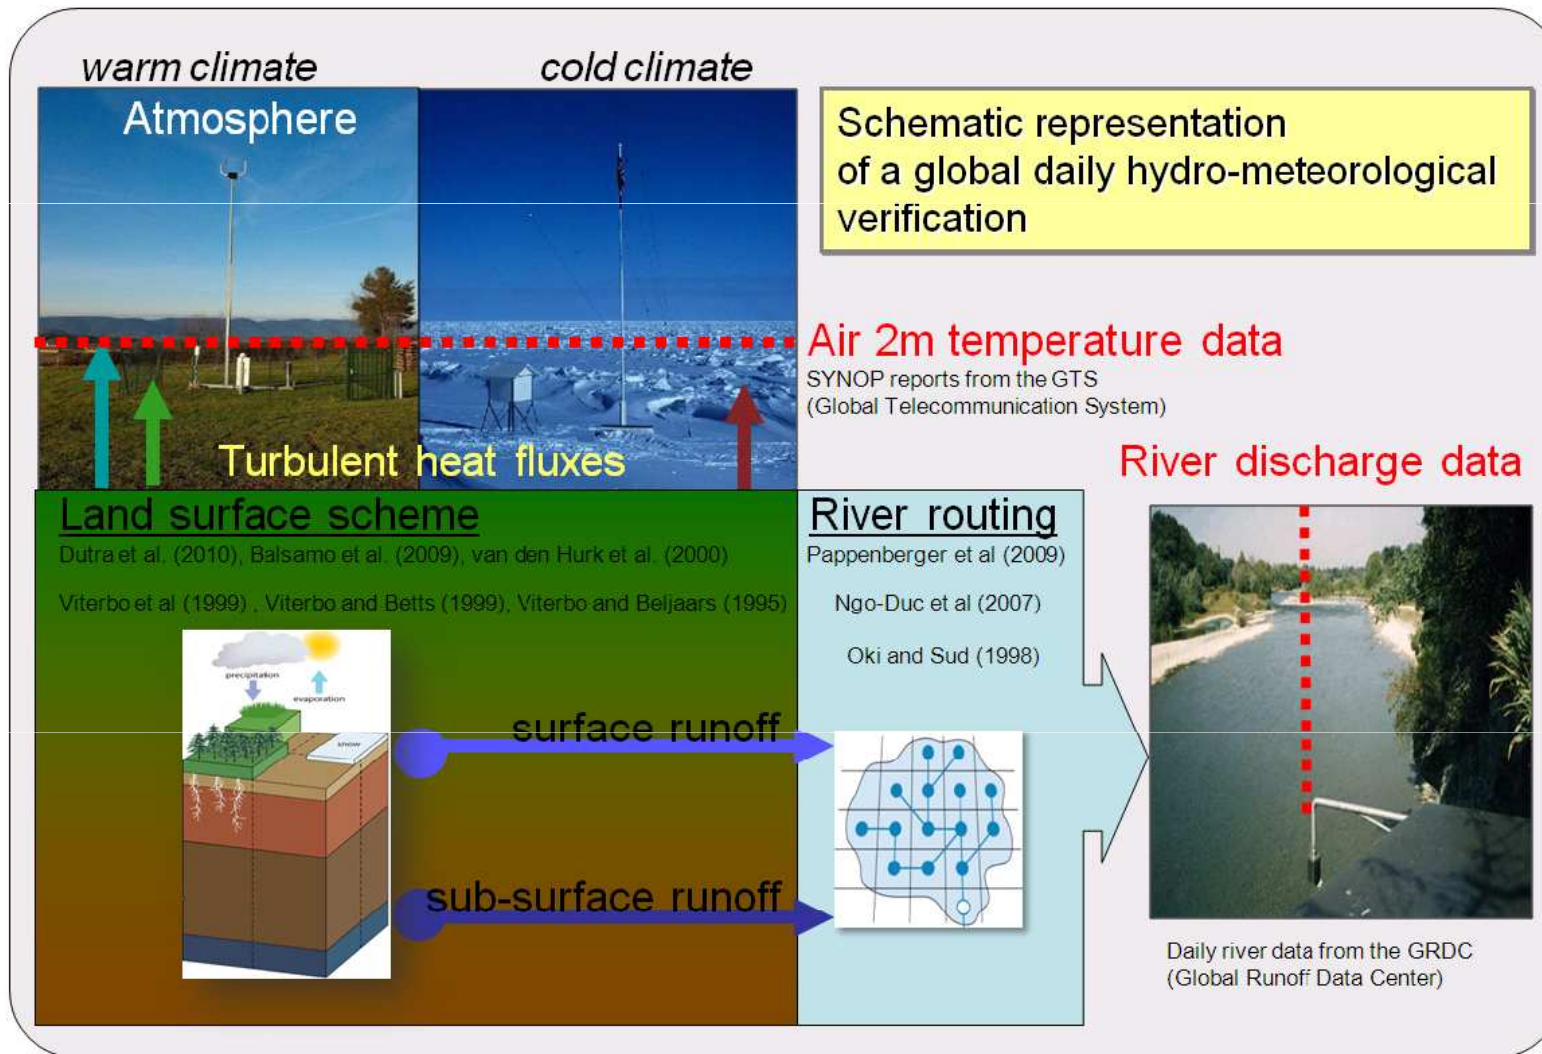 warm climate
cold climate
Atmosphere
Schematic representation
of a global daily hydro-meteorological
verification
Air 2m temperature data
SYNOP reports from the GTS
(Global Telecommunication System)
Turbulent heat fluxes
River discharge data
Land surface scheme
Dutra et al. (2010), Balsamo et al. (2009), van den Hurk et al. (2000)
Viterbo et al (1999) , Viterbo and Betts (1999), Viterbo and Beljaars (1995)
River routing
Pappenberger et al (2009)
Ngo-Duc et al (2007)
Oki and Sud (1998)
precipitation
evaporation
snow
surface runoff
sub-surface runoff
Daily river data from the GRDC
(Global Runoff Data Center)